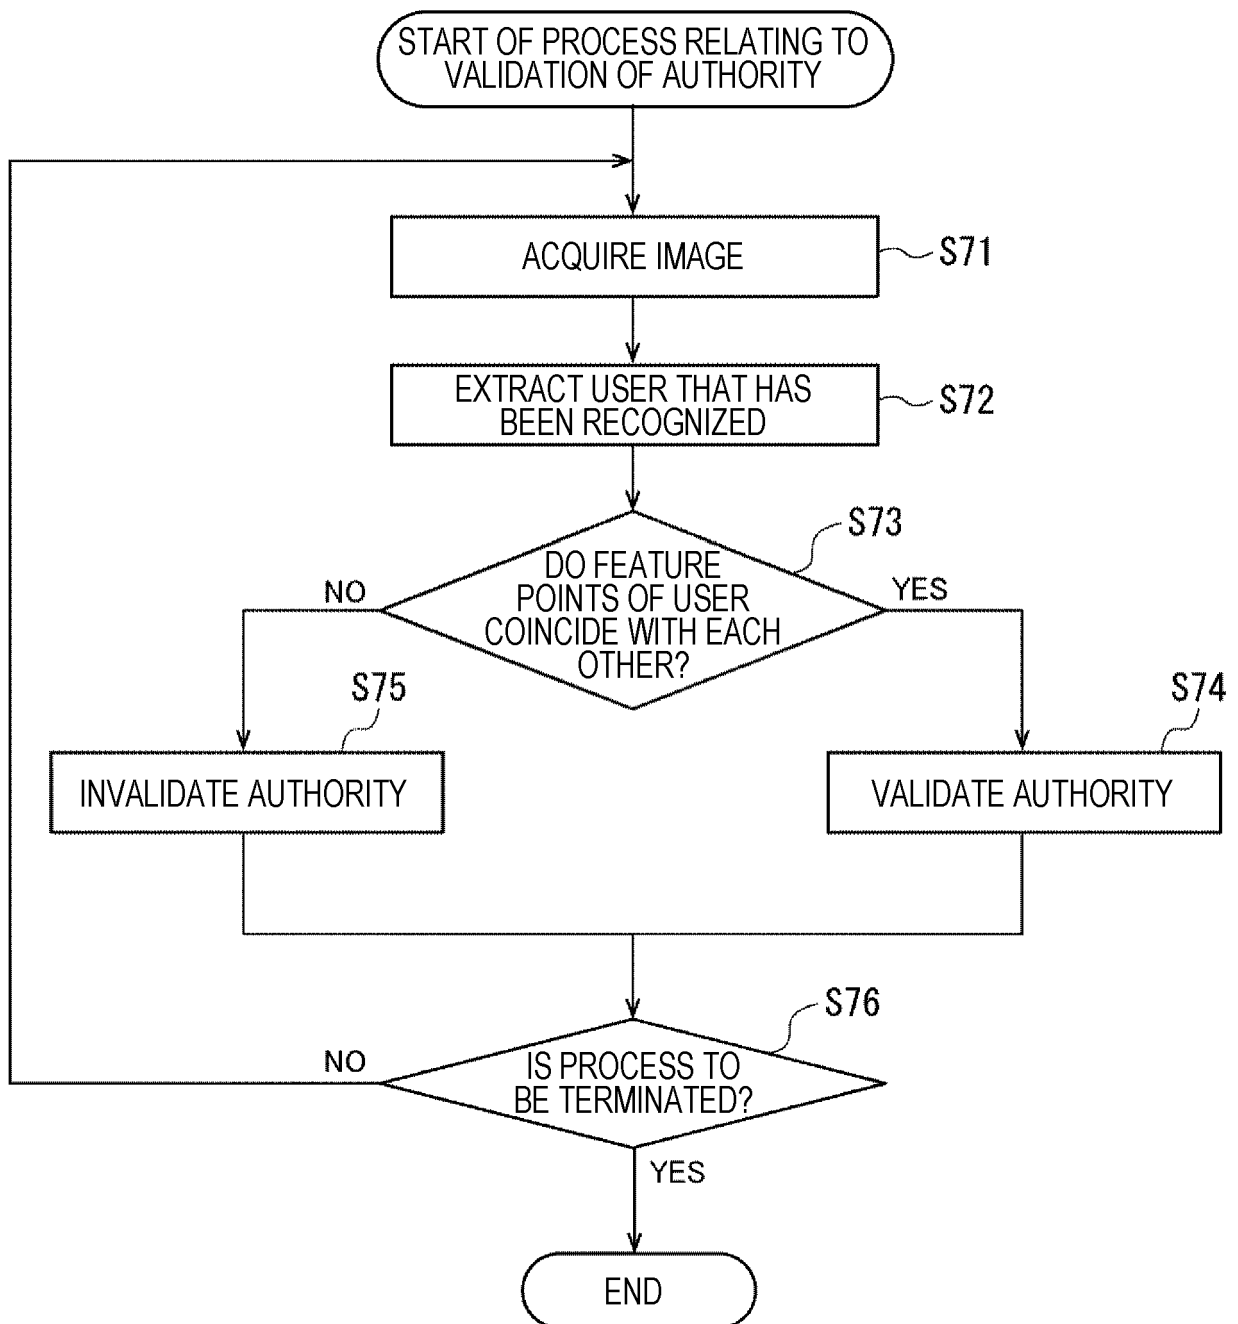 START OF PROCESS RELATING TO
VALIDATION OF AUTHORITY
ACQUIRE IMAGE
S71
EXTRACT USER THAT HAS
BEEN RECOGNIZED
S72
S73
DO FEATURE
POINTS OF USER
COINCIDE WITH EACH
OTHER?
NO
YES
S75
S74
INVALIDATE AUTHORITY
VALIDATE AUTHORITY
S76
NO
IS PROCESS TO
BE TERMINATED?
YES
END